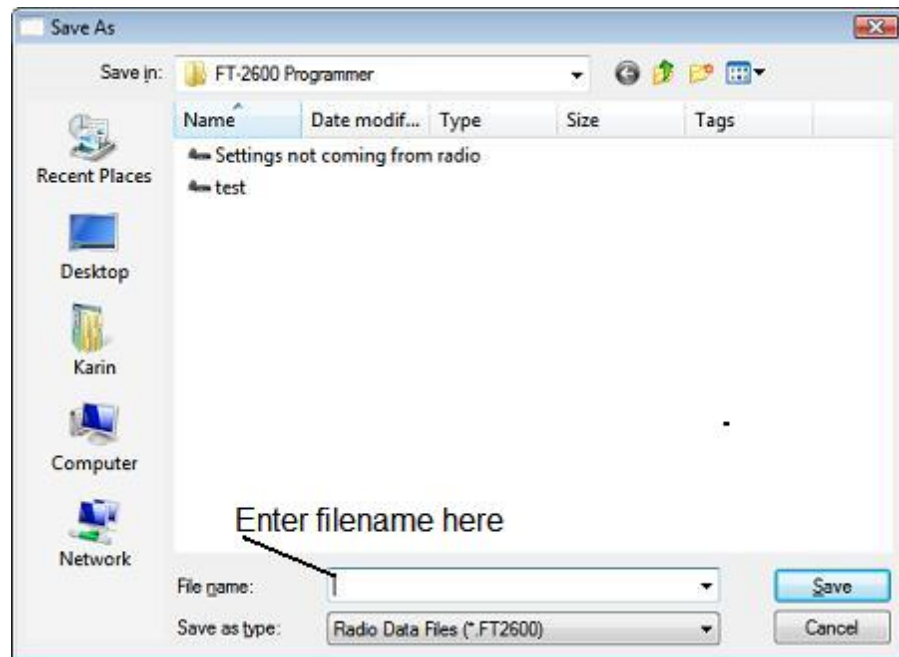 Save As
Save in: FT-2600 Programmer
Name Date modif... Type Size Tags
Settings not coming from radio
test
Recent Places
Desktop
Karin
Computer
Network
Enter filename here
File name: Save
Save as type: Radio Data Files (*.FT2600) Cancel